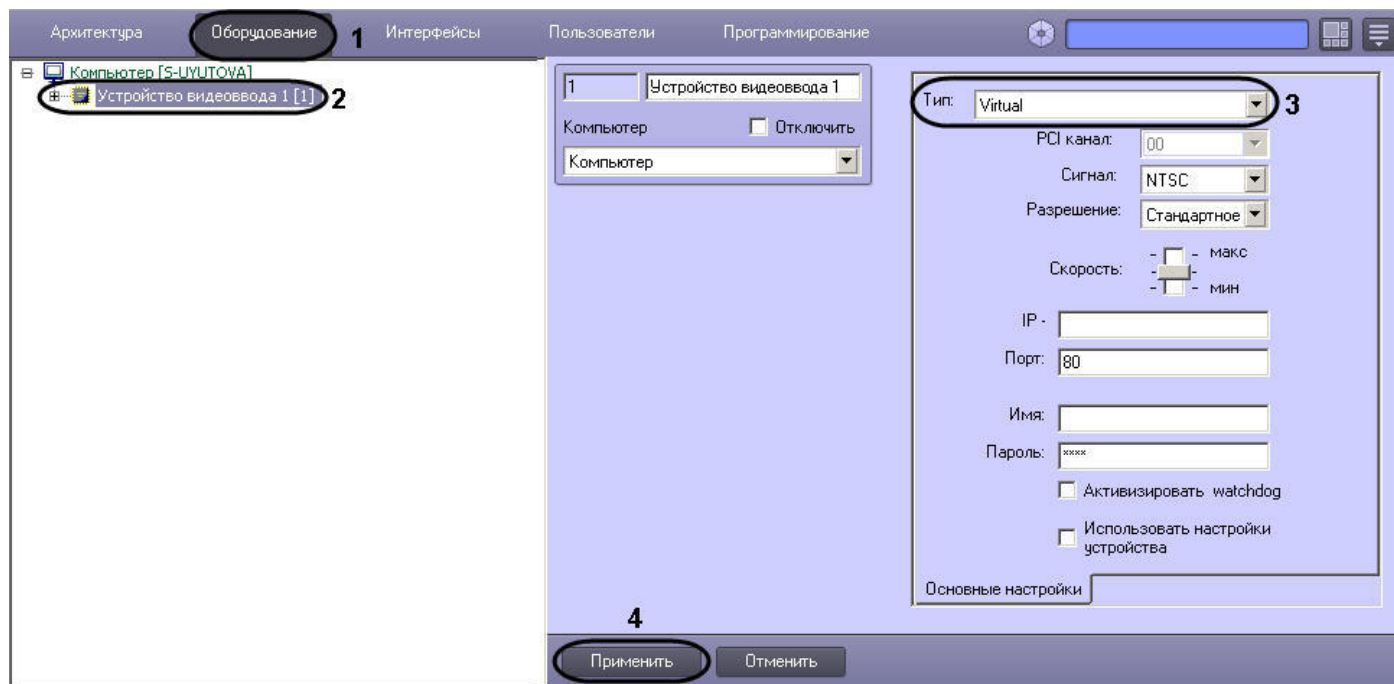 Архитектура Оборудование 1 Интерфейсы Пользователи Программирование
Компьютер [S-UYUTOVA]
Устройство видеоввода 1 [1] 2
1 Устройство видеоввода 1
Компьютер Отключить
Компьютер
Тип: Virtual 3
PCI канал: 00
Сигнал: NTSC
Разрешение: Стандартное
Скорость: макс
мин
IP -
Порт: 80
Имя:
Пароль: ****
Активизировать watchdog
Использовать настройки
устройства
Основные настройки
4
Применить Отменить